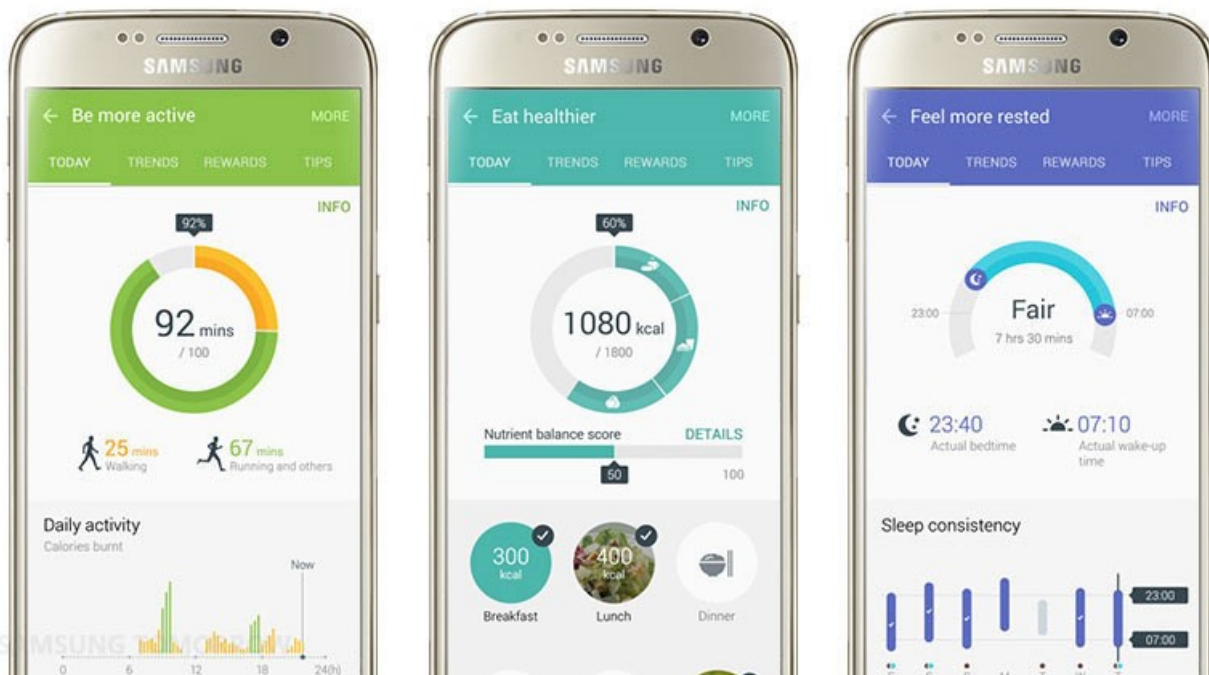 SAMSUNG
Be more active MORE
TODAY TRENDS REWARDS TIPS
INFO
92%
92 mins
/ 100
25 mins
Walking
67 mins
Running and others
Daily activity
Calories burnt
Now
0 6 12 18 24(h)
SAMSUNG
Eat healthier MORE
TODAY TRENDS REWARDS TIPS
INFO
60%
1080 kcal
/ 1800
Nutrient balance score DETAILS
50 100
300 kcal
Breakfast
400 kcal
Lunch
Dinner
SAMSUNG
Feel more rested MORE
TODAY TRENDS REWARDS TIPS
INFO
23:00 07:00
Fair
7 hrs 30 mins
23:40
Actual bedtime
07:10
Actual wake-up
time
Sleep consistency
23:00
07:00
SAMSUNG TOMORROW